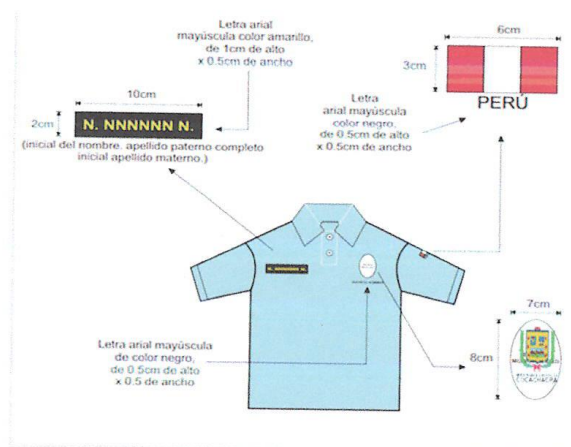 Letra arial
mayúscula color amarillo,
de 1cm de alto
x 0.5cm de ancho
10cm
2cm
N. NNNNNN N.
(inicial del nombre. apellido paterno completo
inicial apellido materno.)
6cm
3cm
PERÚ
Letra
arial mayúscula
color negro,
de 0.5cm de alto
x 0.5cm de ancho
N. NNNNNN N.
Letra arial mayúscula
de color negro,
de 0.5cm de alto
x 0.5 de ancho
7cm
8cm
COCACHACRA